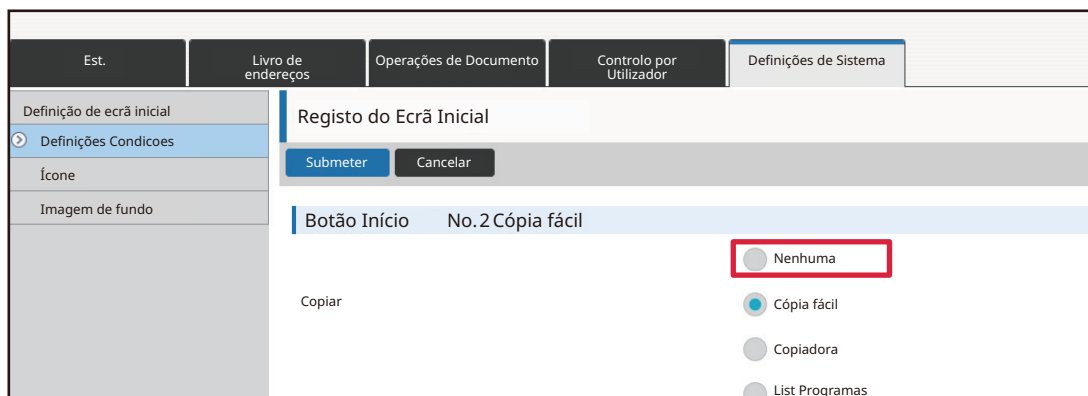 Est.
Livro de
endereços
Operações de Documento
Controlo por
Utilizador
Definições de Sistema
Definição de ecrã inicial
Definições Condicoes
Ícone
Imagem de fundo
Registo do Ecrã Inicial
Submeter
Cancelar
Botão Início No.2 Cópia fácil
Nenhuma
Copiar
Cópia fácil
Copiadora
List Programas